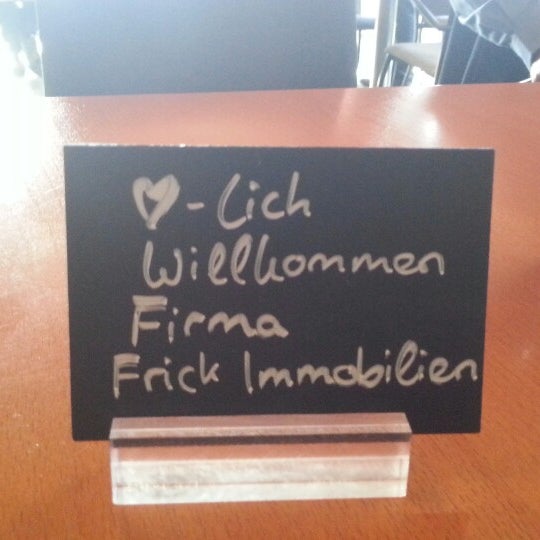 ♥-lich
Willkommen
Firma
Frick Immobilien